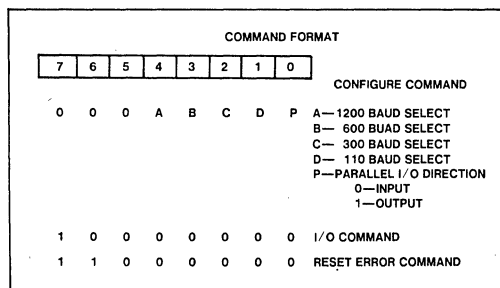 COMMAND FORMAT
7 6 5 4 3 2 1 0
CONFIGURE COMMAND
0 0 0 A B C D P A—1200 BAUD SELECT
B— 600 BUAD SELECT
C— 300 BAUD SELECT
D— 110 BAUD SELECT
P—PARALLEL I/O DIRECTION
0—INPUT
1—OUTPUT
1 0 0 0 0 0 0 0 I/O COMMAND
1 1 0 0 0 0 0 0 RESET ERROR COMMAND